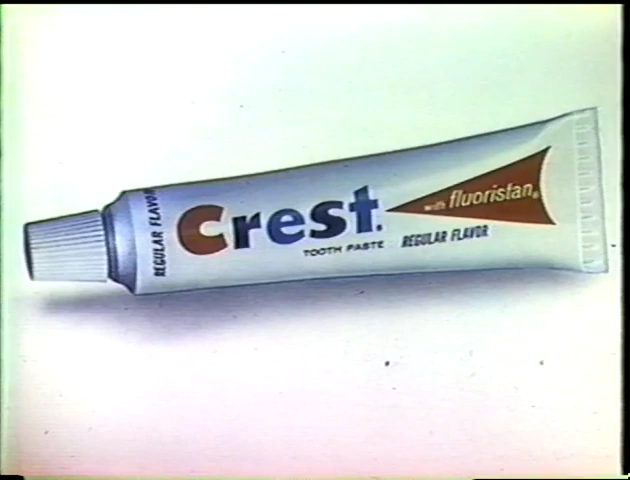 REGULAR FLAVOR
Crest.
TOOTH PASTE
with fluoristan®
REGULAR FLAVOR